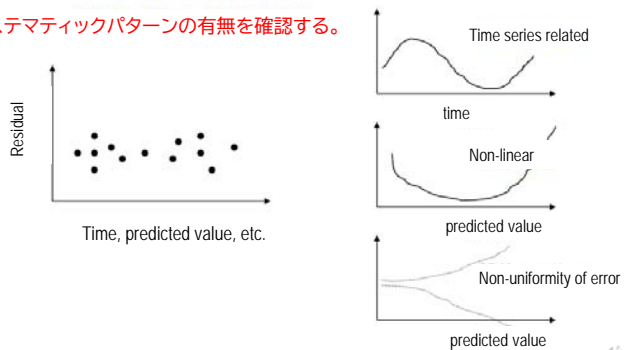 ステマティックパターンの有無を確認する。
Residual
Time, predicted value, etc.
Time series related
time
Non-linear
predicted value
Non-uniformity of error
predicted value